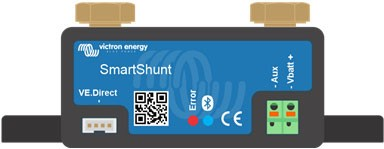 victron energy
SmartShunt
VE.Direct
Error
- Aux
- Vbatt +
CE